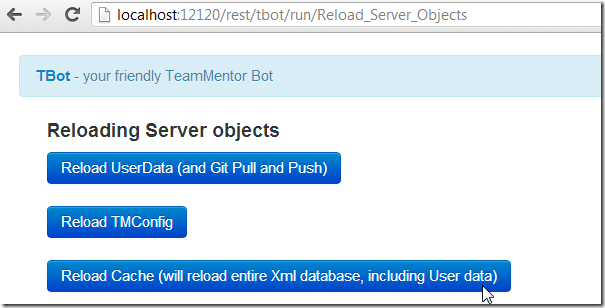 localhost:12120/rest/tbot/run/Reload_Server_Objects
TBot - your friendly TeamMentor Bot
Reloading Server objects
Reload UserData (and Git Pull and Push)
Reload TMConfig
Reload Cache (will reload entire Xml database, including User data)